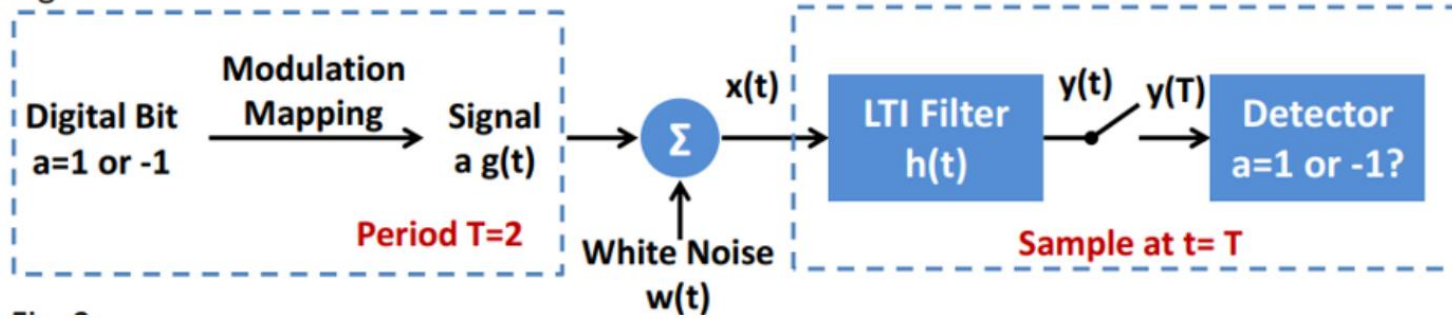 Modulation
Mapping
Digital Bit
a=1 or -1
Signal
a g(t)
Period T=2
Σ
White Noise
w(t)
x(t)
LTI Filter
h(t)
y(t)
y(T)
Detector
a=1 or -1?
Sample at t= T